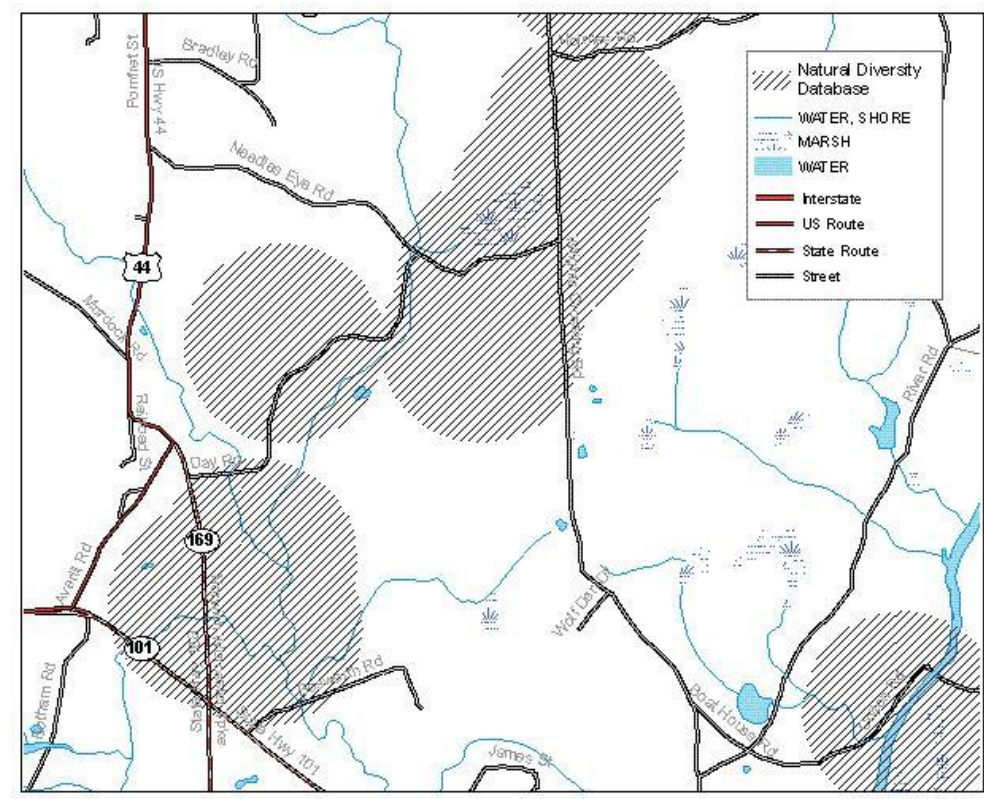 Pomfret St
US Hwy 44
Bradley Rd
Needles Eye Rd
Natural Diversity
Database
WATER, SHORE
MARSH
WATER
Interstate
US Route
State Route
Street
44
Murdock Rd
Railroad St
Day Rd
River Rd
169
Averill Rd
101
Wolf Den Dr
Botham Rd
State Hwy 101
Boat House Rd
James St